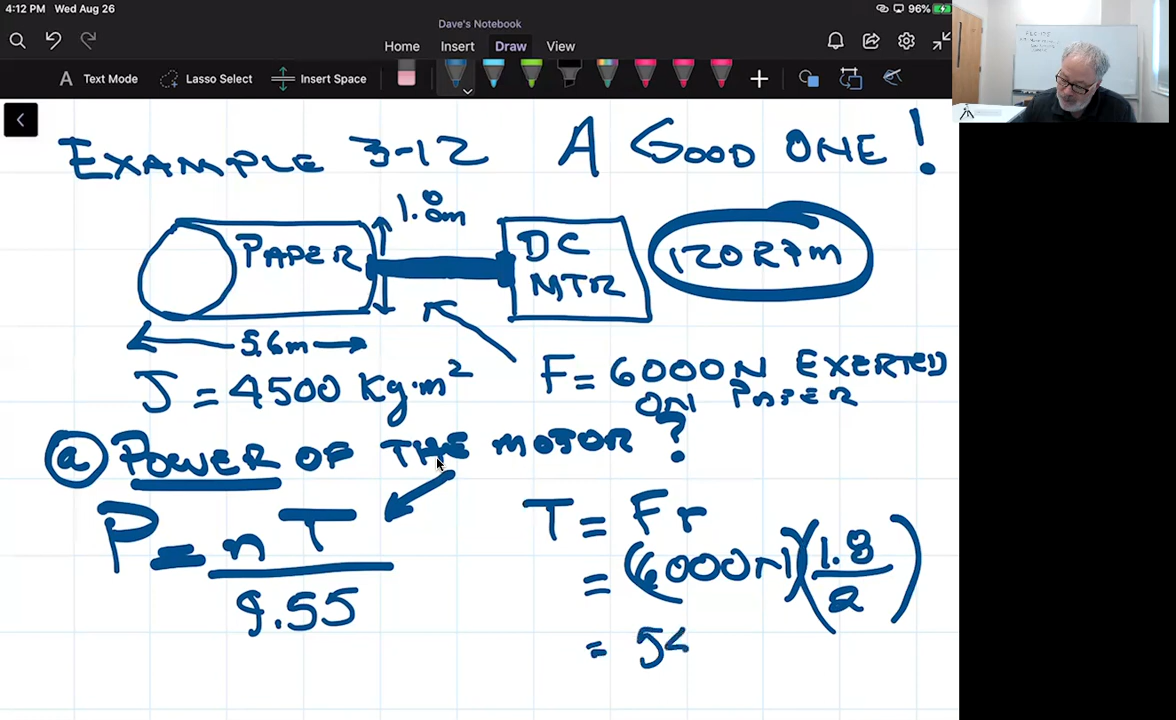 4:12 PM Wed Aug 26
96%
Dave's Notebook
Home Insert Draw View
A Text Mode Lasso Select Insert Space
EXAMPLE 3-12 A GOOD ONE!
1.8m
PAPER
DC
MTR
120 RPM
5.6m
J = 4500 Kg·m²
F = 6000N EXERTED
ON PAPER
ⓐ POWER OF THE MOTOR?
P = nT
9.55
T = Fr
= (6000N)(1.8
2)
= 54